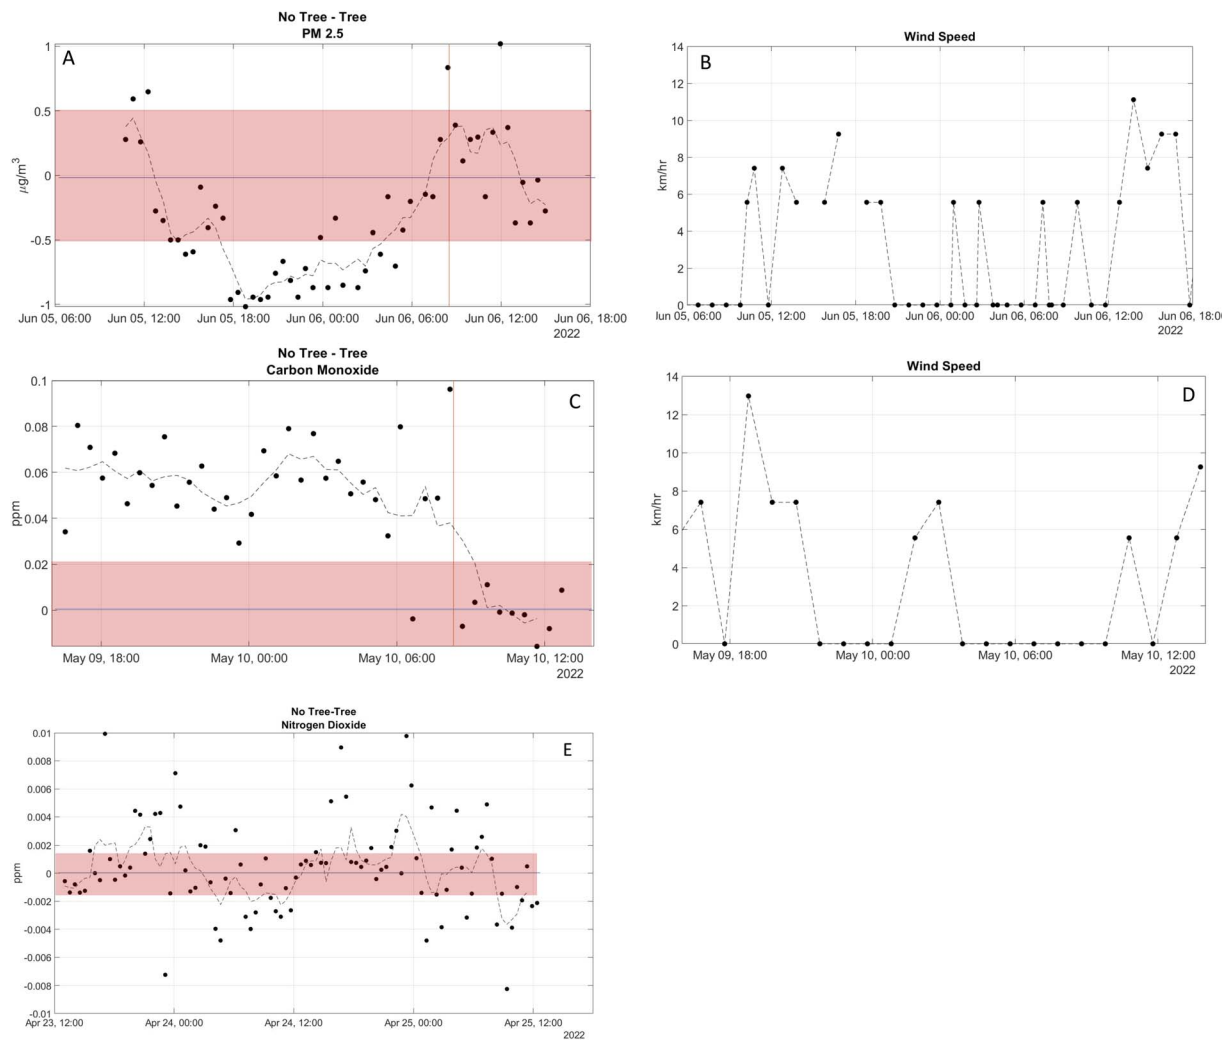 No Tree - Tree
PM 2.5
A
1
0.5
0
-0.5
-1
μg/m3
Jun 05, 06:00 Jun 05, 12:00 Jun 05, 18:00 Jun 06, 00:00 Jun 06, 06:00 Jun 06, 12:00 Jun 06, 18:00
2022
Wind Speed
B
14
12
10
8
6
4
2
0
km/hr
Jun 05, 06:00 Jun 05, 12:00 Jun 05, 18:00 Jun 06, 00:00 Jun 06, 06:00 Jun 06, 12:00 Jun 06, 18:00
2022
No Tree - Tree
Carbon Monoxide
C
0.1
0.08
0.06
0.04
0.02
0
ppm
May 09, 18:00 May 10, 00:00 May 10, 06:00 May 10, 12:00
2022
Wind Speed
D
14
12
10
8
6
4
2
0
km/hr
May 09, 18:00 May 10, 00:00 May 10, 06:00 May 10, 12:00
2022
No Tree-Tree
Nitrogen Dioxide
E
0.01
0.008
0.006
0.004
0.002
0
-0.002
-0.004
-0.006
-0.008
-0.01
ppm
Apr 23, 12:00 Apr 24, 00:00 Apr 24, 12:00 Apr 25, 00:00 Apr 25, 12:00
2022